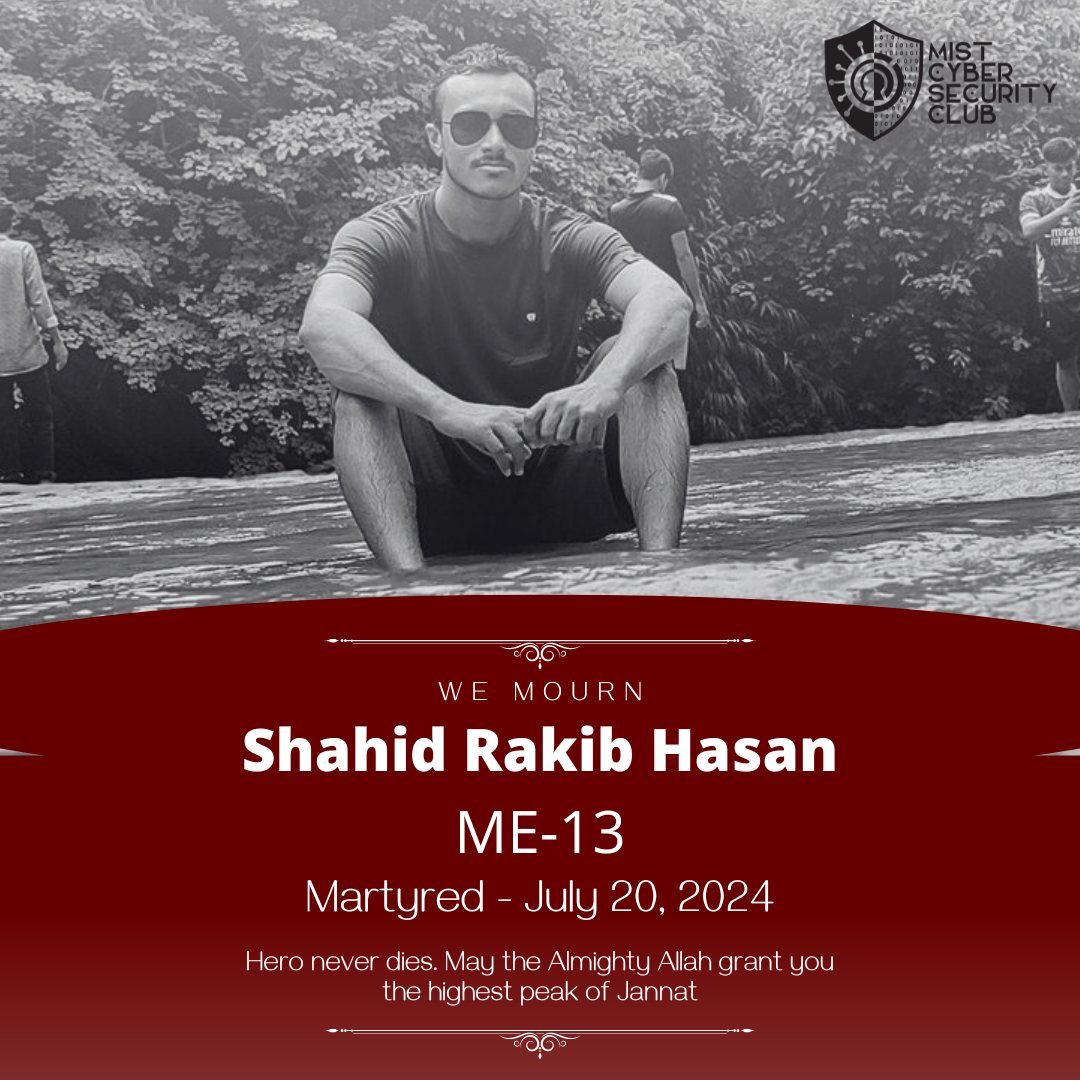 MIST
CYBER
SECURITY
CLUB
WE MOURN
Shahid Rakib Hasan
ME-13
Martyred - July 20, 2024
Hero never dies. May the Almighty Allah grant you
the highest peak of Jannat